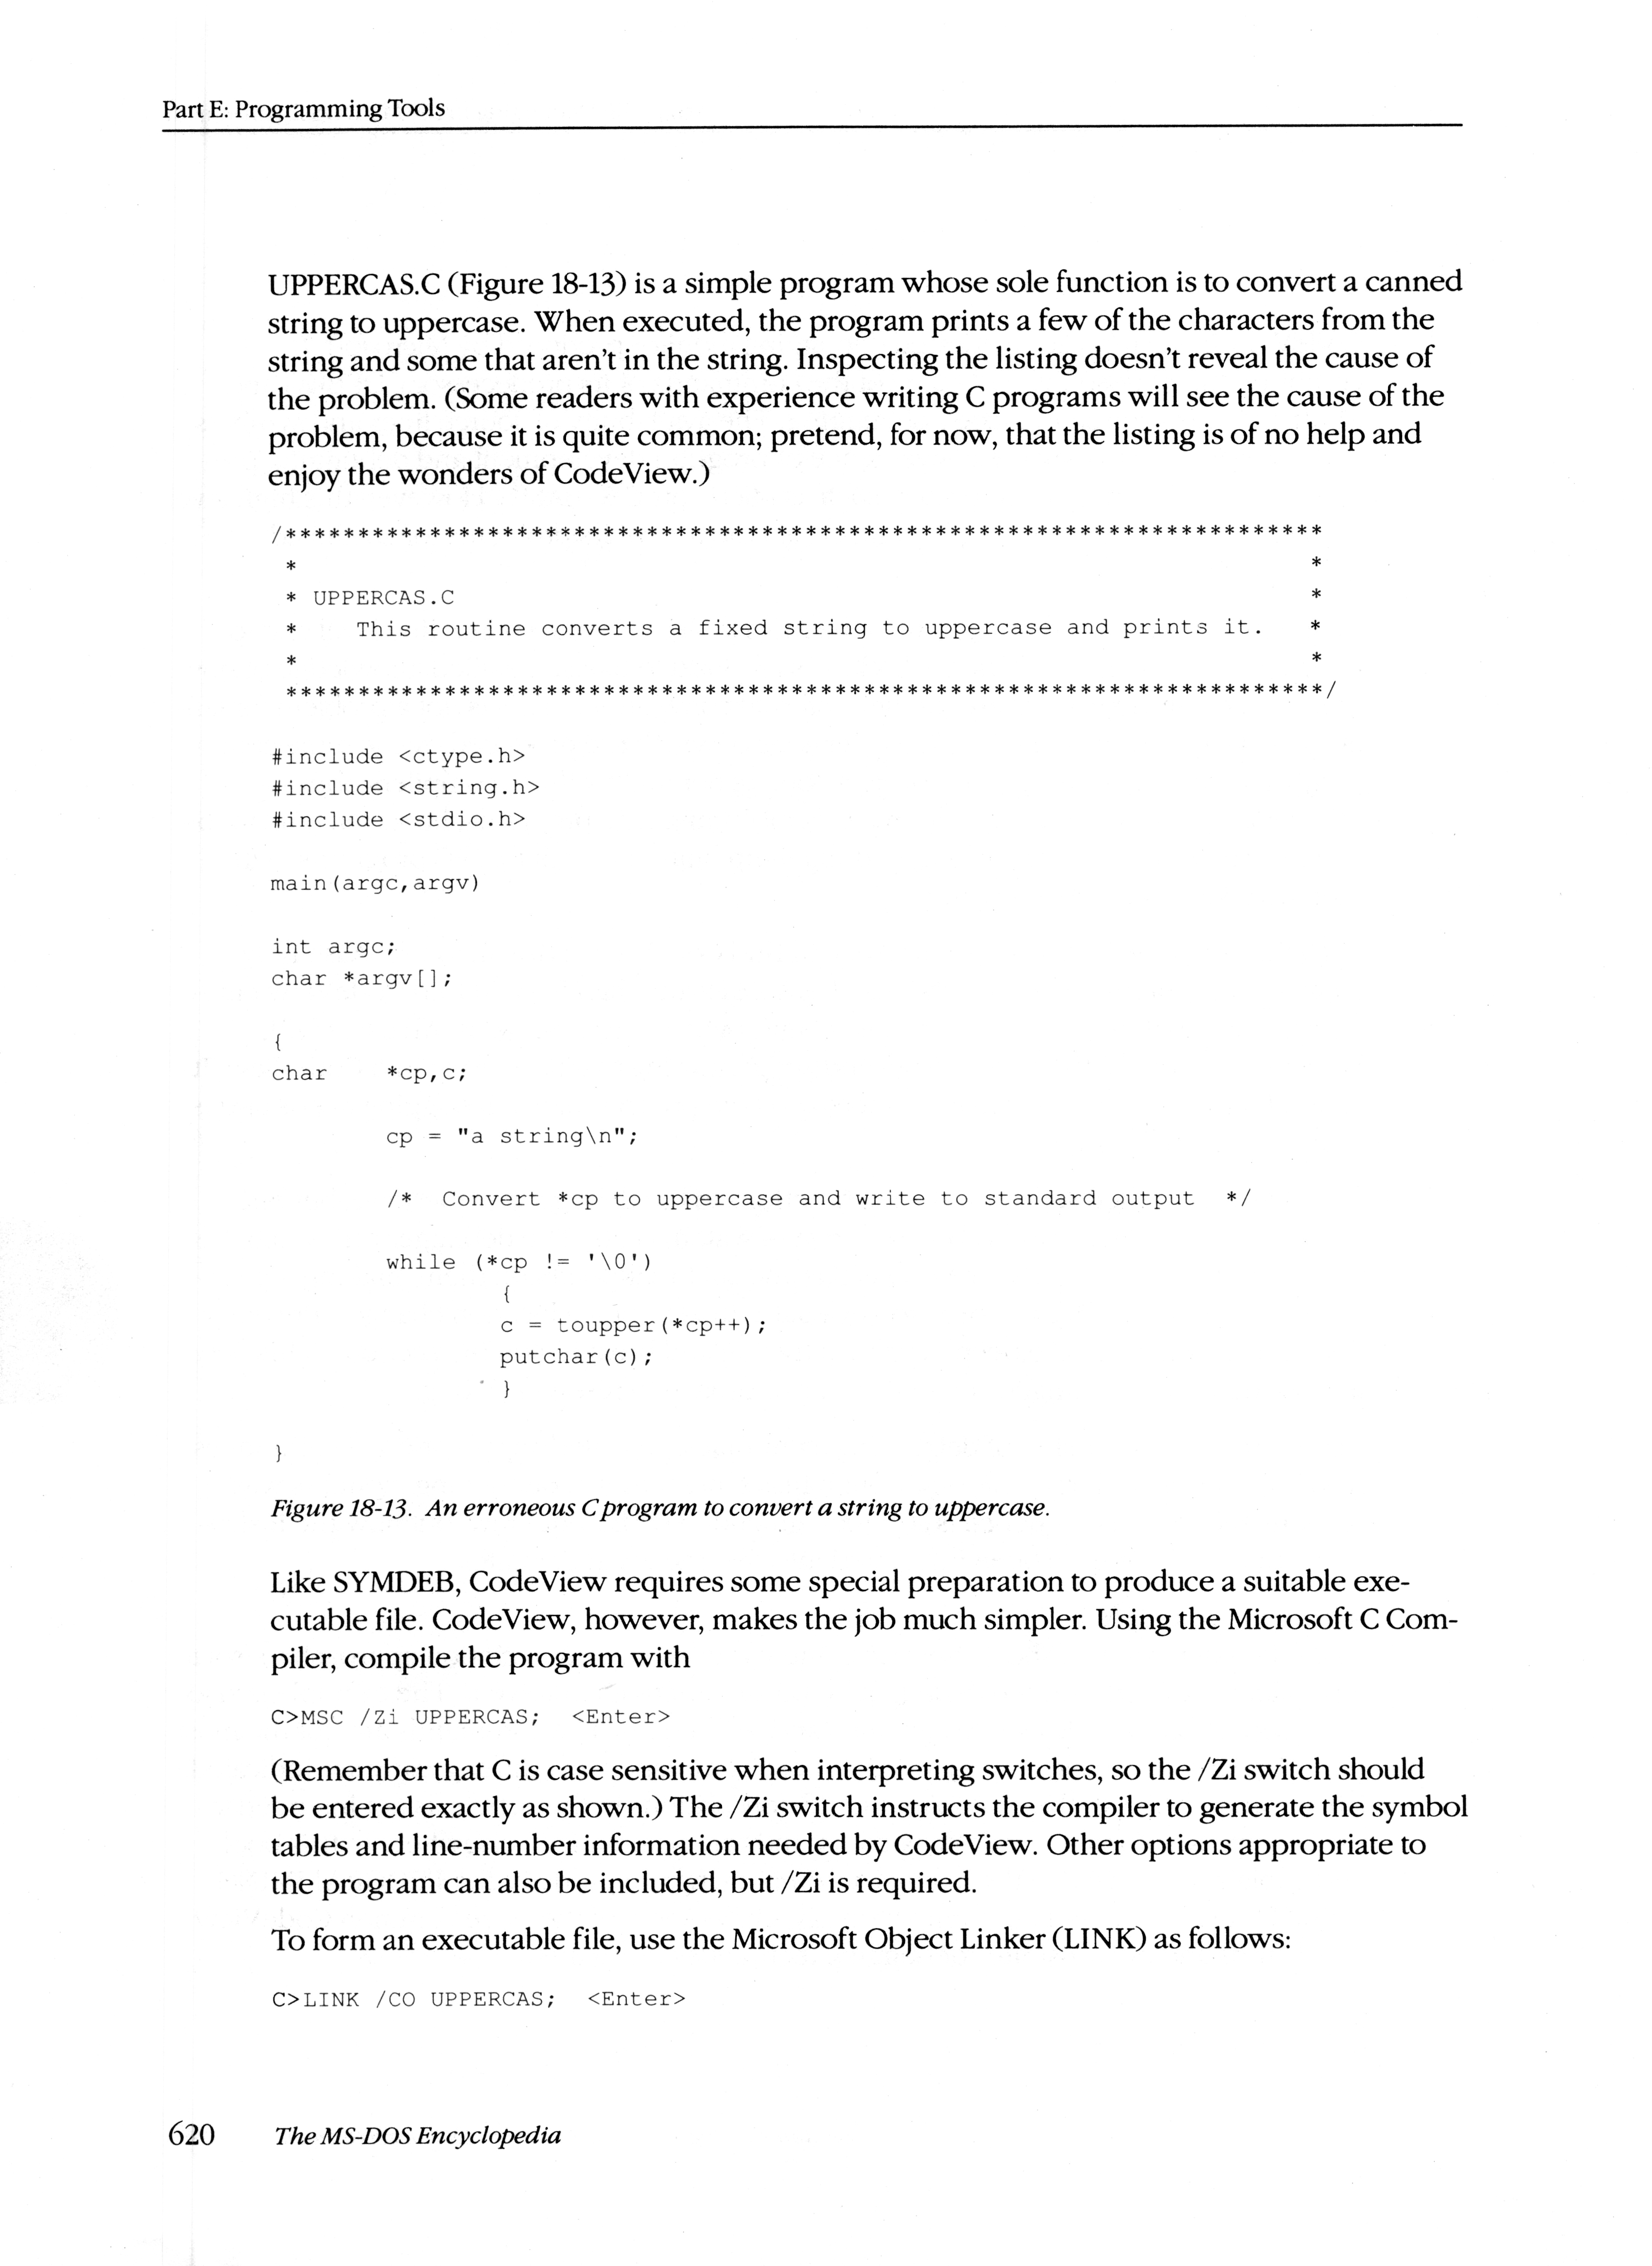 Part E: Programming Tools
UPPERCAS.C (Figure 18-13) is a simple program whose sole function is to convert a canned
string to uppercase. When executed, the program prints a few of the characters from the
string and some that aren't in the string. Inspecting the listing doesn't reveal the cause of
the problem. (Some readers with experience writing C programs will see the cause of the
problem, because it is quite common; pretend, for now, that the listing is of no help and
enjoy the wonders of CodeView.)
/************************************************************************
 *                                                                      *
 * UPPERCAS.C                                                           *
 *    This routine converts a fixed string to uppercase and prints it.  *
 *                                                                      *
 ************************************************************************/
#include <ctype.h>
#include <string.h>
#include <stdio.h>
main(argc,argv)
int argc;
char *argv[];
{
char    *cp,c;
        cp = "a string\n";
        /*  Convert *cp to uppercase and write to standard output  */
        while (*cp != '\0')
                {
                c = toupper(*cp++);
                putchar(c);
                }
}
Figure 18-13. An erroneous C program to convert a string to uppercase.
Like SYMDEB, CodeView requires some special preparation to produce a suitable exe-
cutable file. CodeView, however, makes the job much simpler. Using the Microsoft C Com-
piler, compile the program with
C>MSC /Zi UPPERCAS;  <Enter>
(Remember that C is case sensitive when interpreting switches, so the /Zi switch should
be entered exactly as shown.) The /Zi switch instructs the compiler to generate the symbol
tables and line-number information needed by CodeView. Other options appropriate to
the program can also be included, but /Zi is required.
To form an executable file, use the Microsoft Object Linker (LINK) as follows:
C>LINK /CO UPPERCAS;  <Enter>
620 The MS-DOS Encyclopedia